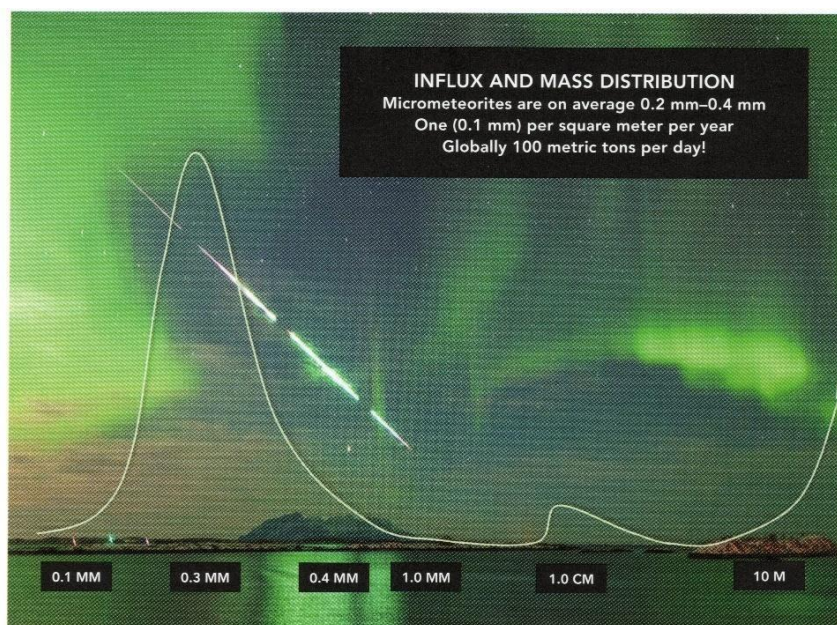 INFLUX AND MASS DISTRIBUTION
Micrometeorites are on average 0.2 mm–0.4 mm
One (0.1 mm) per square meter per year
Globally 100 metric tons per day!
0.1 MM
0.3 MM
0.4 MM
1.0 MM
1.0 CM
10 M